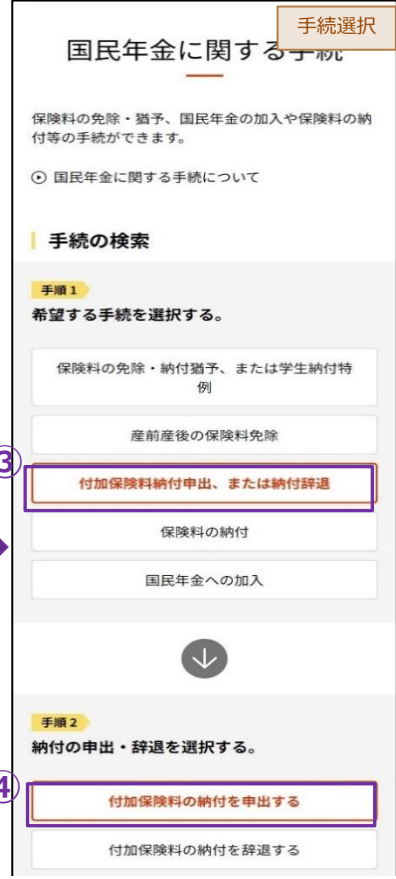 手続選択
国民年金に関する手続
保険料の免除・猶予、国民年金の加入や保険料の納
付等の手続ができます。
国民年金に関する手続について
手続の検索
手順1
希望する手続を選択する。
保険料の免除・納付猶予、または学生納付特
例
産前産後の保険料免除
③
付加保険料納付申出、または納付辞退
保険料の納付
国民年金への加入
手順2
納付の申出・辞退を選択する。
④
付加保険料の納付を申出する
付加保険料の納付を辞退する